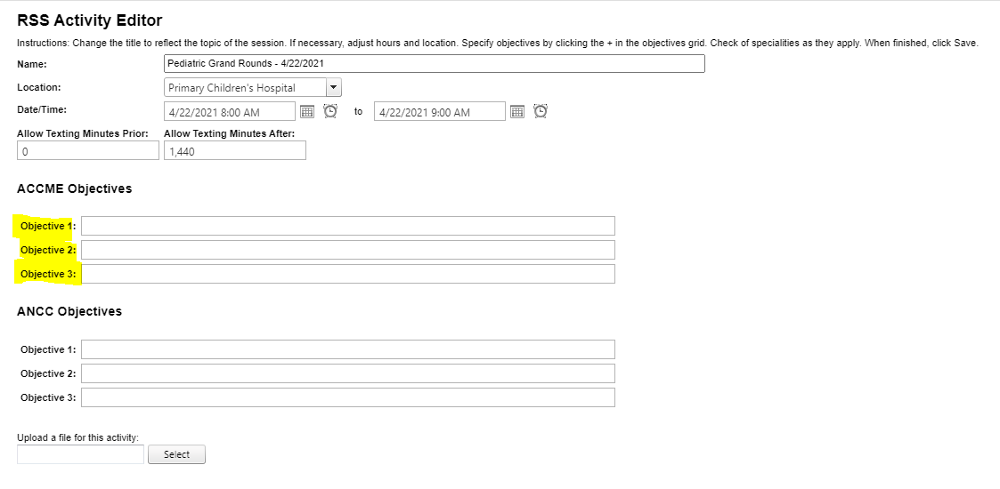 RSS Activity Editor
Instructions: Change the title to reflect the topic of the session. If necessary, adjust hours and location. Specify objectives by clicking the + in the objectives grid. Check of specialities as they apply. When finished, click Save.
Name: Pediatric Grand Rounds - 4/22/2021
Location: Primary Children's Hospital
Date/Time: 4/22/2021 8:00 AM to 4/22/2021 9:00 AM
Allow Texting Minutes Prior: Allow Texting Minutes After:
0 1,440
ACCME Objectives
Objective 1:
Objective 2:
Objective 3:
ANCC Objectives
Objective 1:
Objective 2:
Objective 3:
Upload a file for this activity:
Select